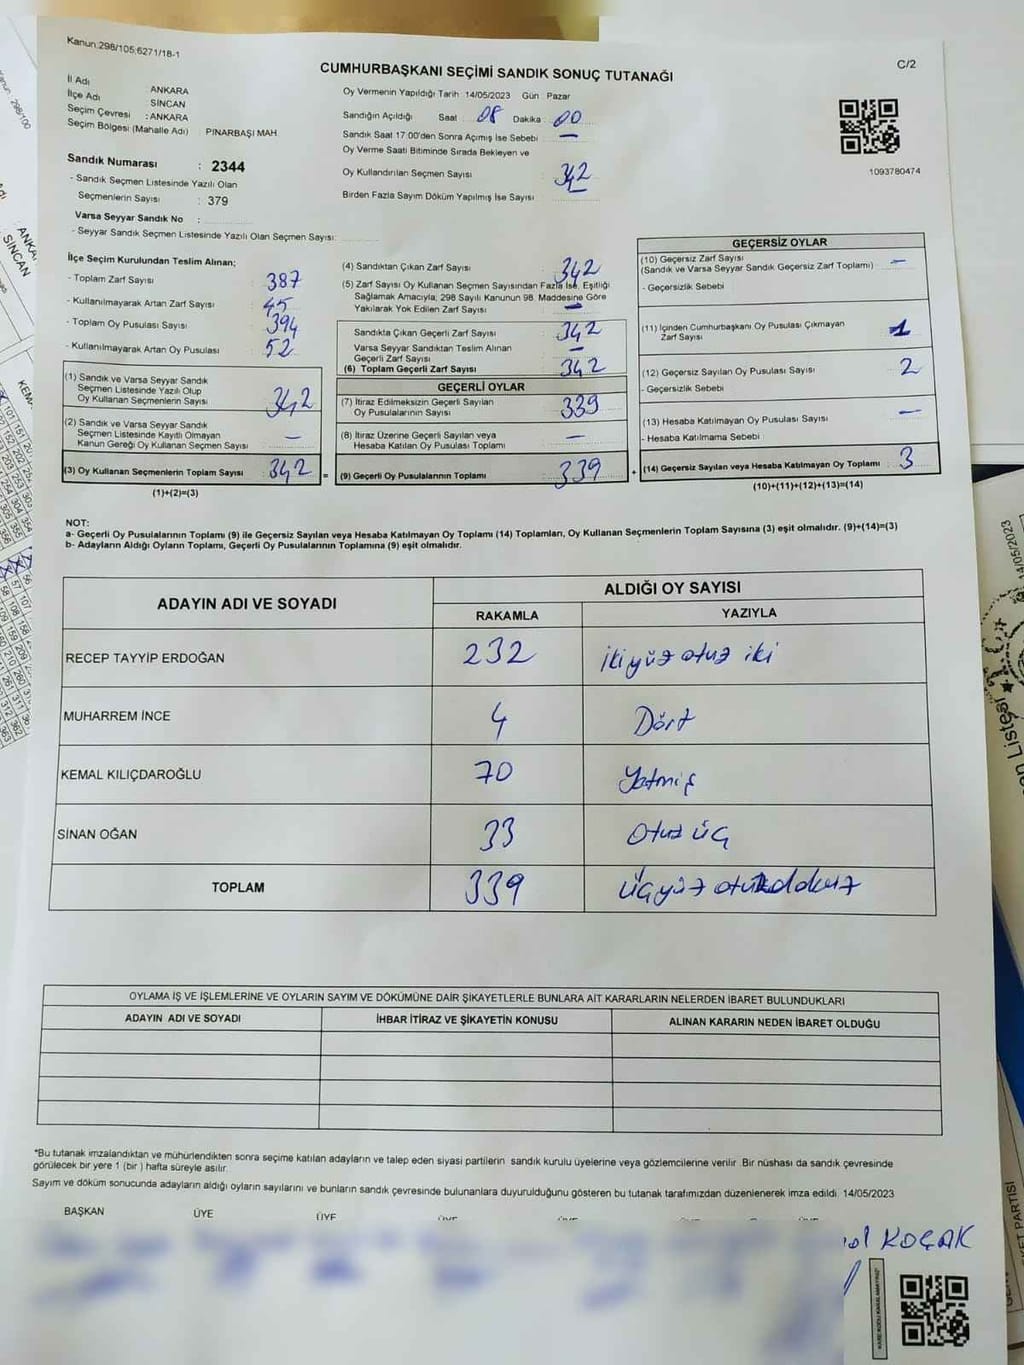 Kanun:298/105;6271/18-1
C/2
CUMHURBAŞKANI SEÇİMİ SANDIK SONUÇ TUTANAĞI
İl Adı ANKARA
İlçe Adı SİNCAN
Seçim Çevresi : ANKARA
Seçim Bölgesi (Mahalle Adı) PINARBAŞI MAH.
Sandık Numarası : 2344
- Sandık Seçmen Listesinde Yazılı Olan
Seçmenlerin Sayısı : 379
Varsa Seyyar Sandık No :
- Seyyar Sandık Seçmen Listesinde Yazılı Olan Seçmen Sayısı:
Oy Vermenin Yapıldığı Tarih 14/05/2023 Gün Pazar
Sandığın Açıldığı Saat 08 Dakika 00
Sandık Saat 17:00'den Sonra Açımış İse Sebebi —
Oy Verme Saati Bitiminde Sırada Bekleyen ve
Oy Kullandırılan Seçmen Sayısı 342
Birden Fazla Sayım Döküm Yapılmış İse Sayısı
1093780474
İlçe Seçim Kurulundan Teslim Alınan;
- Toplam Zarf Sayısı 387
- Kullanılmayarak Artan Zarf Sayısı 45
- Toplam Oy Pusulası Sayısı 394
- Kullanılmayarak Artan Oy Pusulası 52
(1) Sandık ve Varsa Seyyar Sandık
Seçmen Listesinde Yazılı Olup
Oy Kullanan Seçmenlerin Sayısı 342
(2) Sandık ve Varsa Seyyar Sandık
Seçmen Listesinde Kayıtlı Olmayan
Kanun Gereği Oy Kullanan Seçmen Sayısı —
(3) Oy Kullanan Seçmenlerin Toplam Sayısı 342
(1)+(2)=(3)
(4) Sandıktan Çıkan Zarf Sayısı 342
(5) Zarf Sayısı Oy Kullanan Seçmen Sayısından Fazla İse, Eşitliği
Sağlamak Amacıyla; 298 Sayılı Kanunun 98. Maddesine Göre
Yakılarak Yok Edilen Zarf Sayısı —
Sandıkta Çıkan Geçerli Zarf Sayısı 342
Varsa Seyyar Sandıktan Teslim Alınan
Geçerli Zarf Sayısı —
(6) Toplam Geçerli Zarf Sayısı 342
GEÇERLİ OYLAR
(7) İtiraz Edilmeksizin Geçerli Sayılan
Oy Pusulalarının Sayısı 339
(8) İtiraz Üzerine Geçerli Sayılan veya
Hesaba Katılan Oy Pusulası Toplamı —
= (9) Geçerli Oy Pusulalarının Toplamı 339
GEÇERSİZ OYLAR
(10) Geçersiz Zarf Sayısı
(Sandık ve Varsa Seyyar Sandık Geçersiz Zarf Toplamı) —
- Geçersizlik Sebebi
(11) İçinden Cumhurbaşkanı Oy Pusulası Çıkmayan
Zarf Sayısı 1
(12) Geçersiz Sayılan Oy Pusulası Sayısı 2
- Geçersizlik Sebebi
(13) Hesaba Katılmayan Oy Pusulası Sayısı —
- Hesaba Katılmama Sebebi
+ (14) Geçersiz Sayılan veya Hesaba Katılmayan Oy Toplamı 3
(10)+(11)+(12)+(13)=(14)
NOT:
a- Geçerli Oy Pusulalarının Toplamı (9) ile Geçersiz Sayılan veya Hesaba Katılmayan Oy Toplamı (14) Toplamları, Oy Kullanan Seçmenlerin Toplam Sayısına (3) eşit olmalıdır. (9)+(14)=(3)
b- Adayların Aldığı Oyların Toplamı, Geçerli Oy Pusulalarının Toplamına (9) eşit olmalıdır.
ADAYIN ADI VE SOYADI
ALDIĞI OY SAYISI
RAKAMLA YAZIYLA
RECEP TAYYİP ERDOĞAN 232 ikiyüz otuz iki
MUHARREM İNCE 4 Dört
KEMAL KILIÇDAROĞLU 70 Yetmiş
SİNAN OĞAN 33 Otuz üç
TOPLAM 339 üçyüz otuzdokuz
OYLAMA İŞ VE İŞLEMLERİNE VE OYLARIN SAYIM VE DÖKÜMÜNE DAİR ŞİKAYETLERLE BUNLARA AİT KARARLARIN NELERDEN İBARET BULUNDUKLARI
ADAYIN ADI VE SOYADI İHBAR İTİRAZ VE ŞİKAYETİN KONUSU ALINAN KARARIN NEDEN İBARET OLDUĞU
*Bu tutanak imzalandıktan ve mühürlendikten sonra seçime katılan adayların ve talep eden siyasi partilerin sandık kurulu üyelerine veya gözlemcilerine verilir. Bir nüshası da sandık çevresinde
görülecek bir yere 1 (bir ) hafta süreyle asılır.
Sayım ve döküm sonucunda adayların aldığı oyların sayılarını ve bunların sandık çevresinde bulunanlara duyurulduğunu gösteren bu tutanak tarafımızdan düzenlenerek imza edildi. 14/05/2023
BAŞKAN ÜYE ÜYE ÜYE
KOÇAK